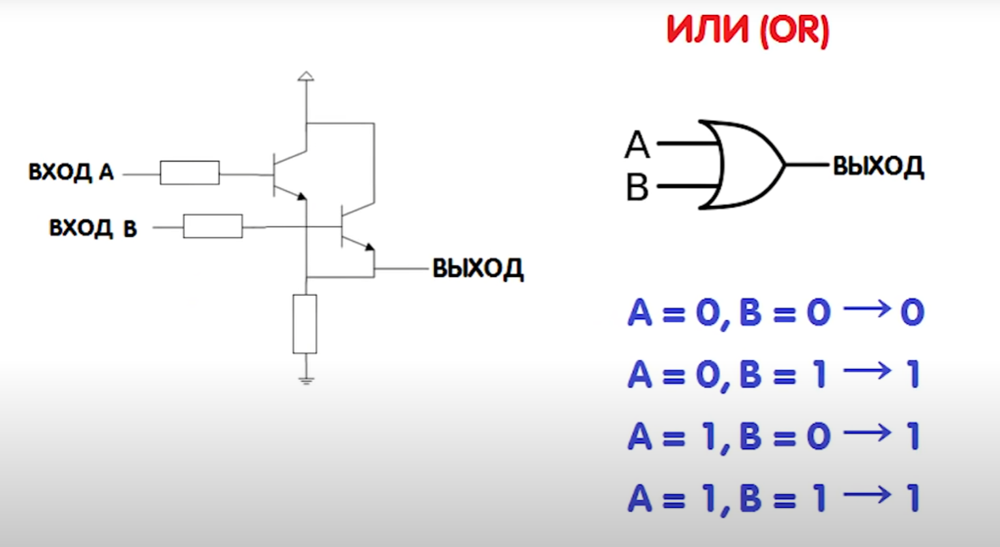 ИЛИ (OR)
ВХОД А
ВХОД В
ВЫХОД
A
B
ВЫХОД
A = 0, B = 0 → 0
A = 0, B = 1 → 1
A = 1, B = 0 → 1
A = 1, B = 1 → 1